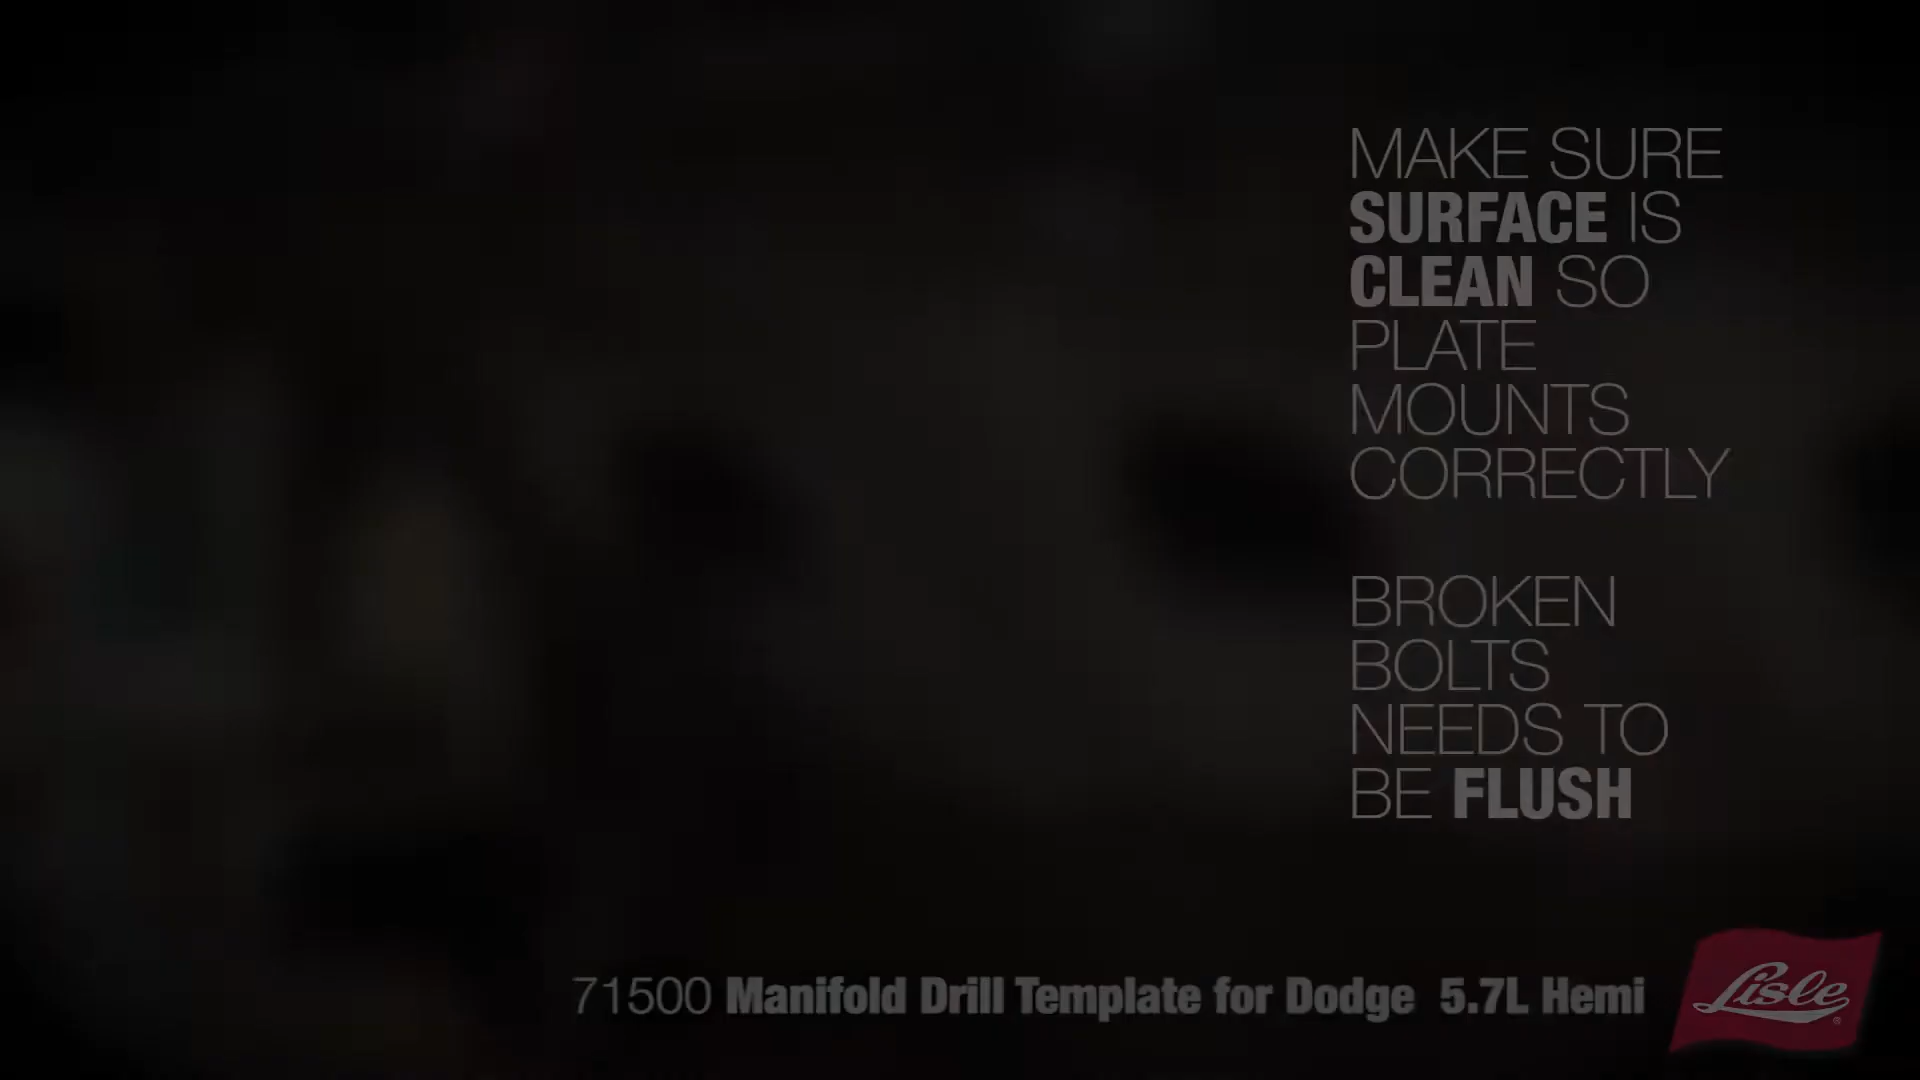 MAKE SURE
SURFACE IS
CLEAN SO
PLATE
MOUNTS
CORRECTLY
BROKEN
BOLTS
NEEDS TO
BE FLUSH
71500 Manifold Drill Template for Dodge 5.7L Hemi
Lisle®